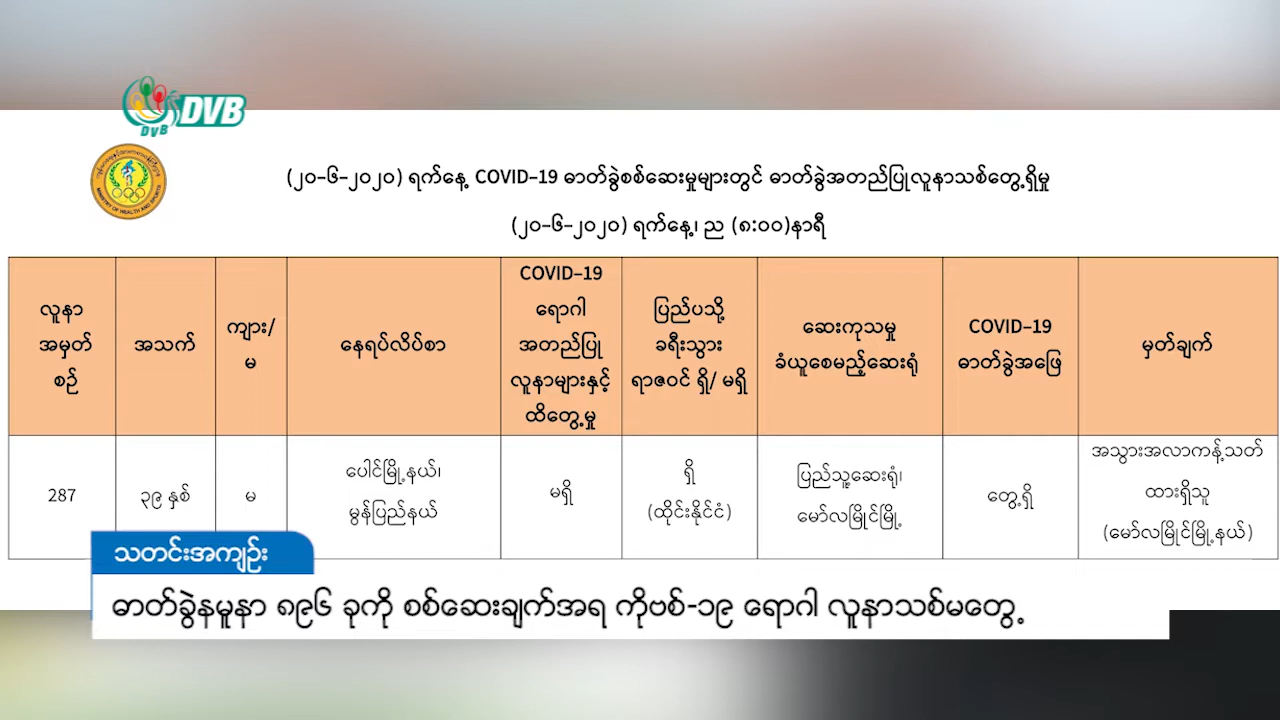 DVB
DVB
MINISTRY OF HEALTH AND SPORTS
(၂၀-၆-၂၀၂၀) ရက်နေ့ COVID-19 ဓာတ်ခွဲစစ်ဆေးမှုများတွင် ဓာတ်ခွဲအတည်ပြုလူနာသစ်တွေ့ရှိမှု
(၂၀-၆-၂၀၂၀) ရက်နေ့၊ ည (၈:၀၀)နာရီ
လူနာ
အမှတ်
စဉ်
အသက်
ကျား/
မ
နေရပ်လိပ်စာ
COVID-19
ရောဂါ
အတည်ပြု
လူနာများနှင့်
ထိတွေ့မှု
ပြည်ပသို့
ခရီးသွား
ရာဇဝင် ရှိ/ မရှိ
ဆေးကုသမှု
ခံယူစေမည့်ဆေးရုံ
COVID-19
ဓာတ်ခွဲအဖြေ
မှတ်ချက်
287
၃၉ နှစ်
မ
ပေါင်မြို့နယ်၊
မွန်ပြည်နယ်
မရှိ
ရှိ
(ထိုင်းနိုင်ငံ)
ပြည်သူ့ဆေးရုံ၊
မော်လမြိုင်မြို့
တွေ့ရှိ
အသွားအလာကန့်သတ်
ထားရှိသူ
(မော်လမြိုင်မြို့နယ်)
သတင်းအကျဉ်း
ဓာတ်ခွဲနမူနာ ၈၉၆ ခုကို စစ်ဆေးချက်အရ ကိုဗစ်-၁၉ ရောဂါ လူနာသစ်မတွေ့